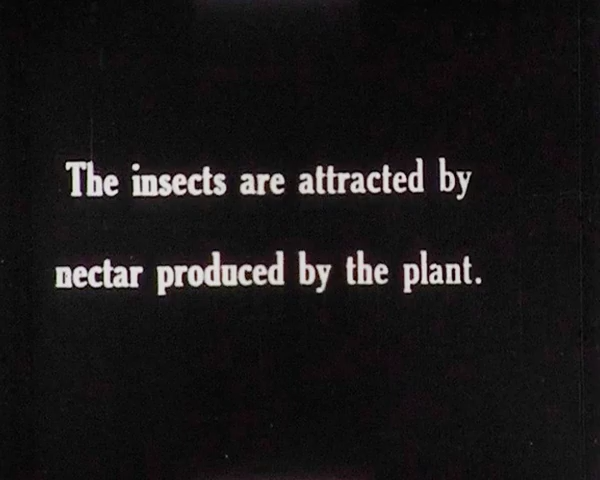 The insects are attracted by
nectar produced by the plant.